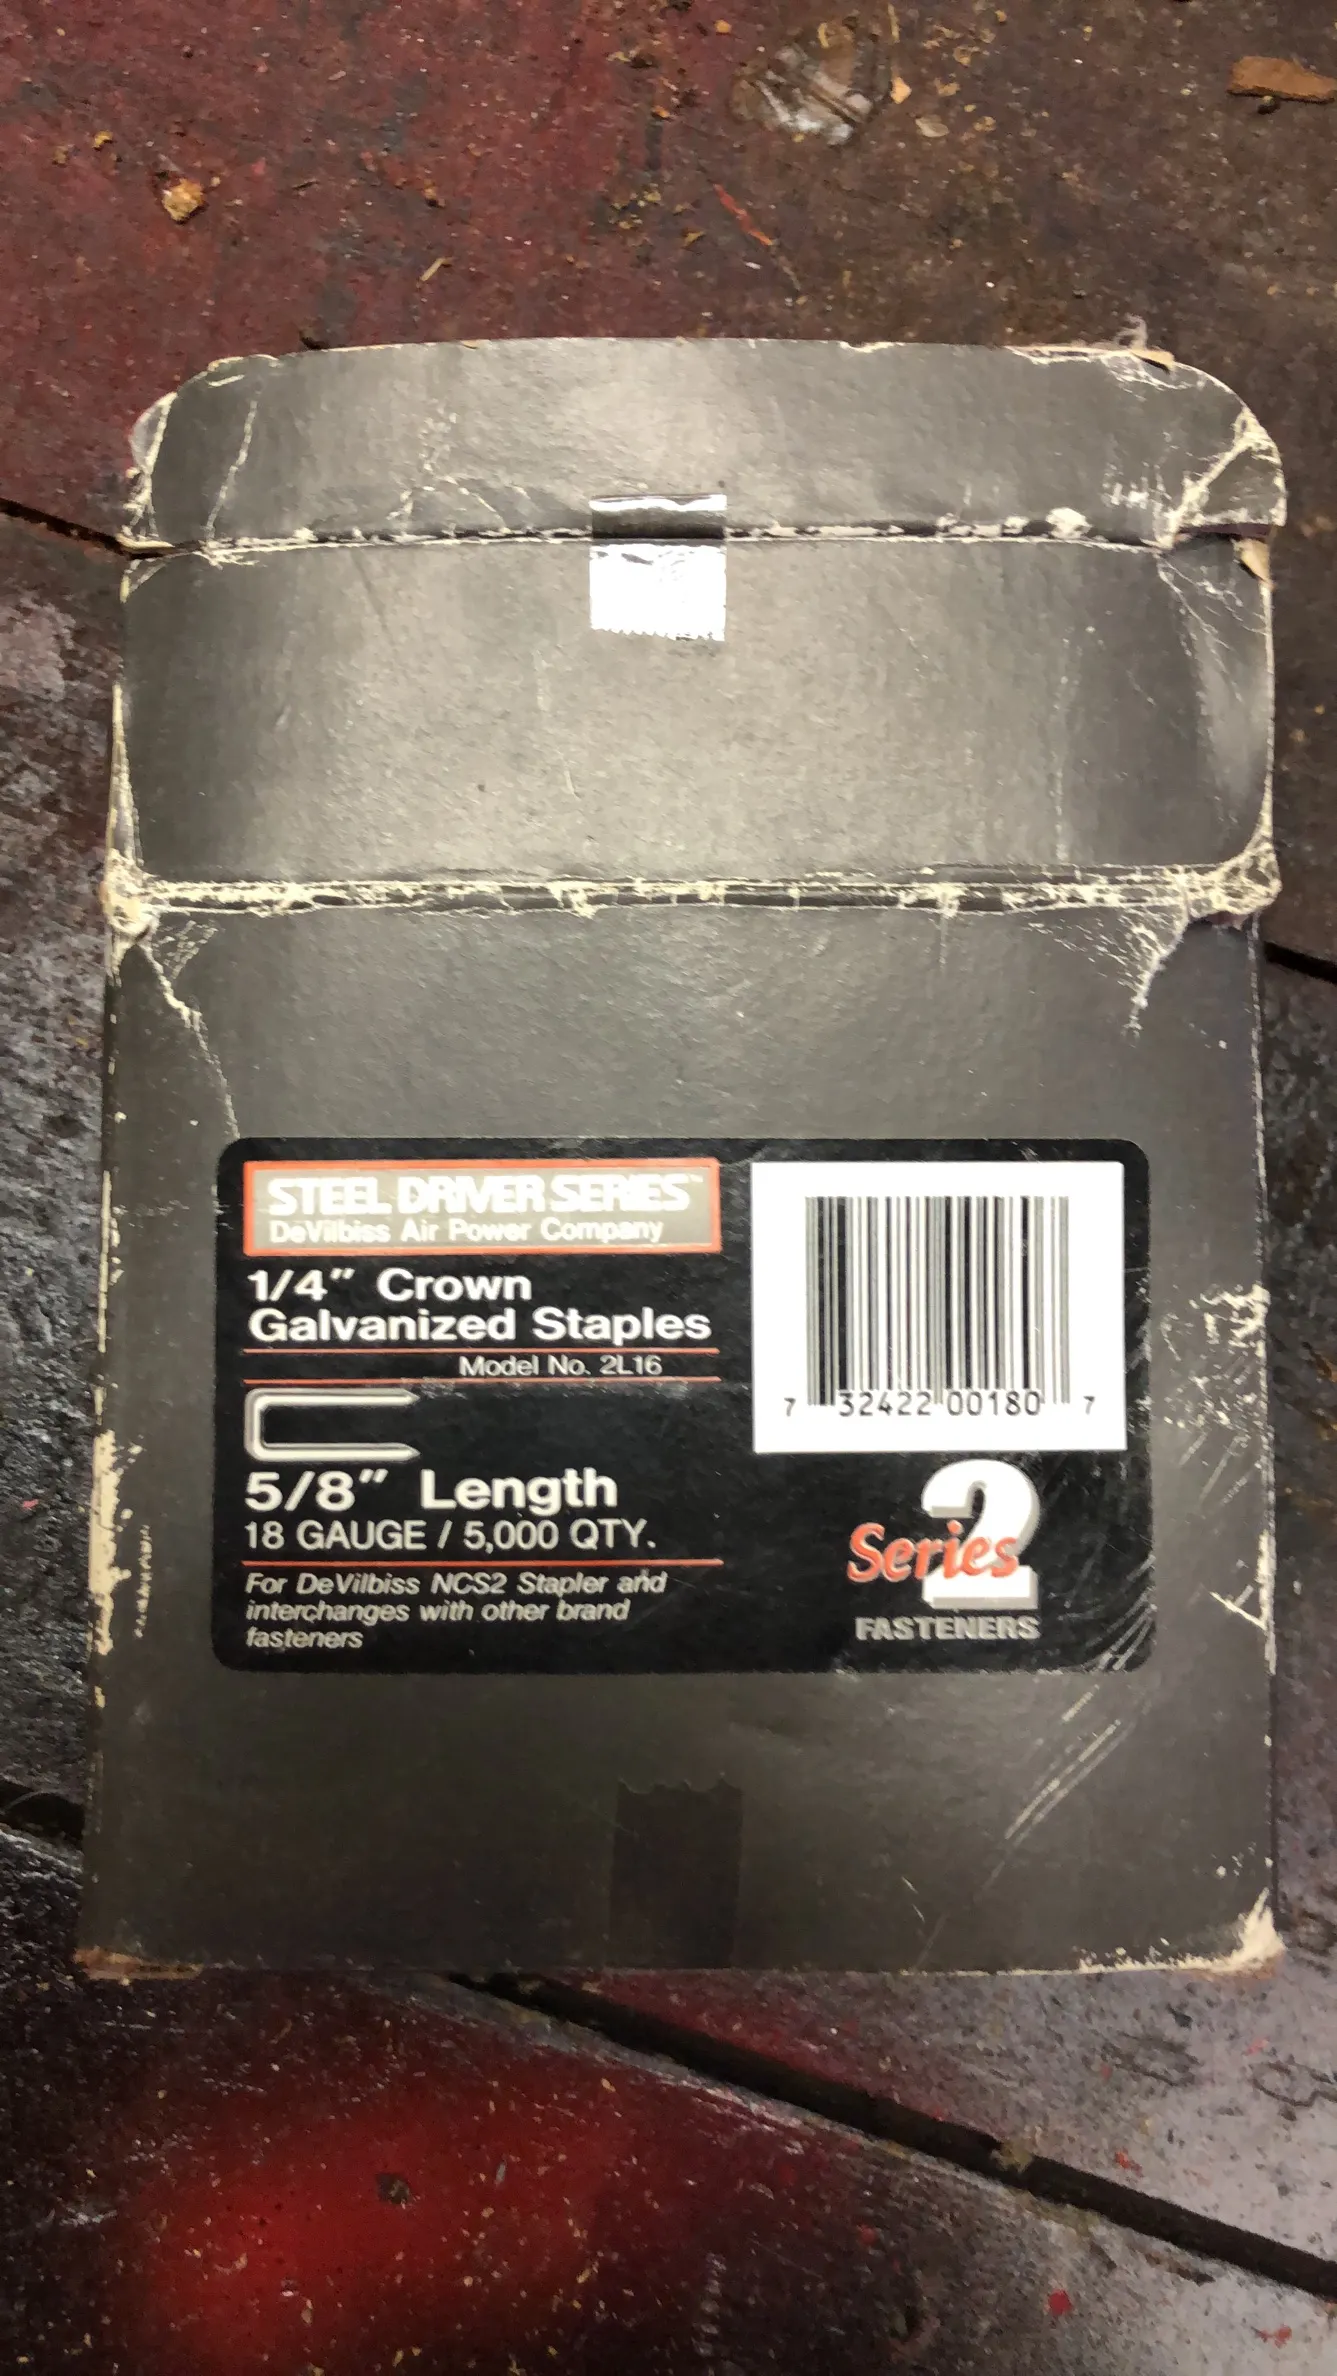 STEEL DRIVER SERIES™
DeVilbiss Air Power Company
1/4" Crown
Galvanized Staples
Model No. 2L16
5/8" Length
18 GAUGE / 5,000 QTY.
For DeVilbiss NCS2 Stapler and
interchanges with other brand
fasteners
7 32422 00180 7
Series 2
FASTENERS